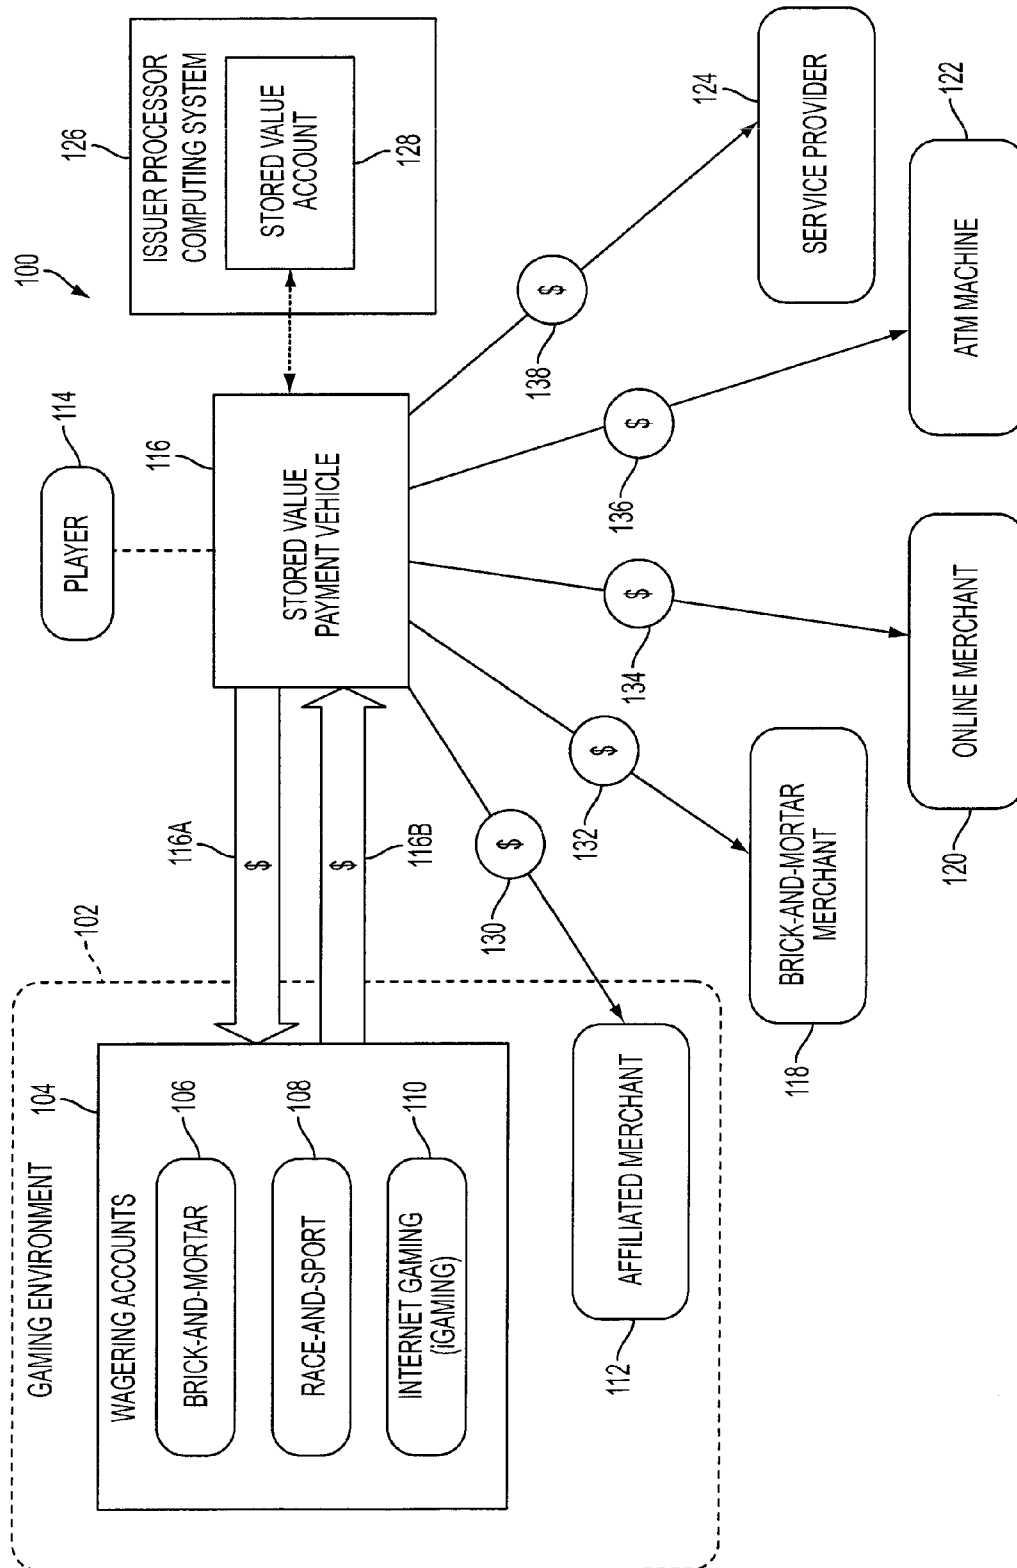 100
102
GAMING ENVIRONMENT
104
WAGERING ACCOUNTS
BRICK-AND-MORTAR
106
RACE-AND-SPORT
108
INTERNET GAMING
(iGAMING)
110
AFFILIATED MERCHANT
112
116A
$
$
116B
PLAYER
114
STORED VALUE
PAYMENT VEHICLE
116
ISSUER PROCESSOR
COMPUTING SYSTEM
126
STORED VALUE
ACCOUNT
128
$
130
$
132
$
134
$
136
$
138
BRICK-AND-MORTAR
MERCHANT
118
ONLINE MERCHANT
120
ATM MACHINE
122
SERVICE PROVIDER
124